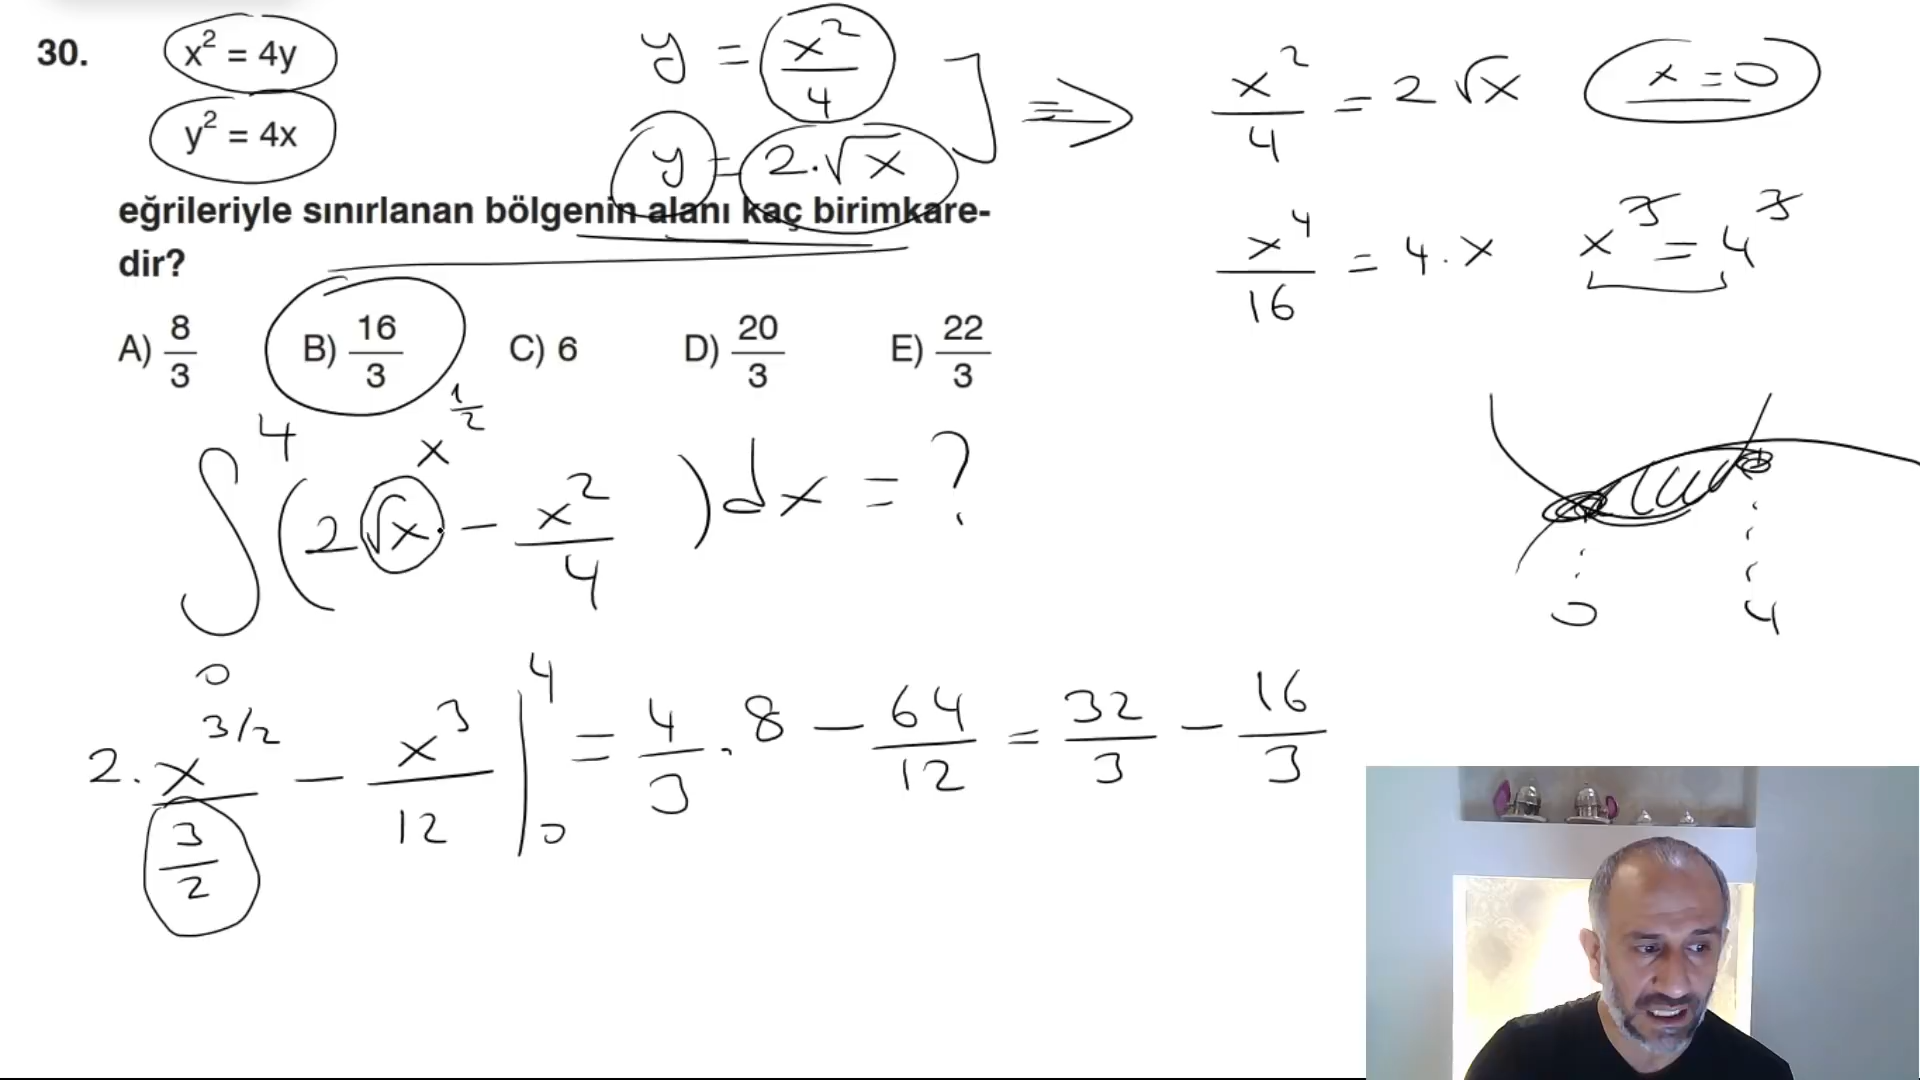 30.
x² = 4y
y² = 4x
eğrileriyle sınırlanan bölgenin alanı kaç birimkare-
dir?
A) 8/3 B) 16/3 C) 6 D) 20/3 E) 22/3
y = x²/4
y = 2.√x
x²/4 = 2√x x = 0
x⁴/16 = 4.x x³ = 4³
∫₀⁴ (2√x - x²/4) dx = ?
x^1/2
0 4
2. x^3/2 / 3/2 - x³/12 |₀⁴ = 4/3 . 8 - 64/12 = 32/3 - 16/3